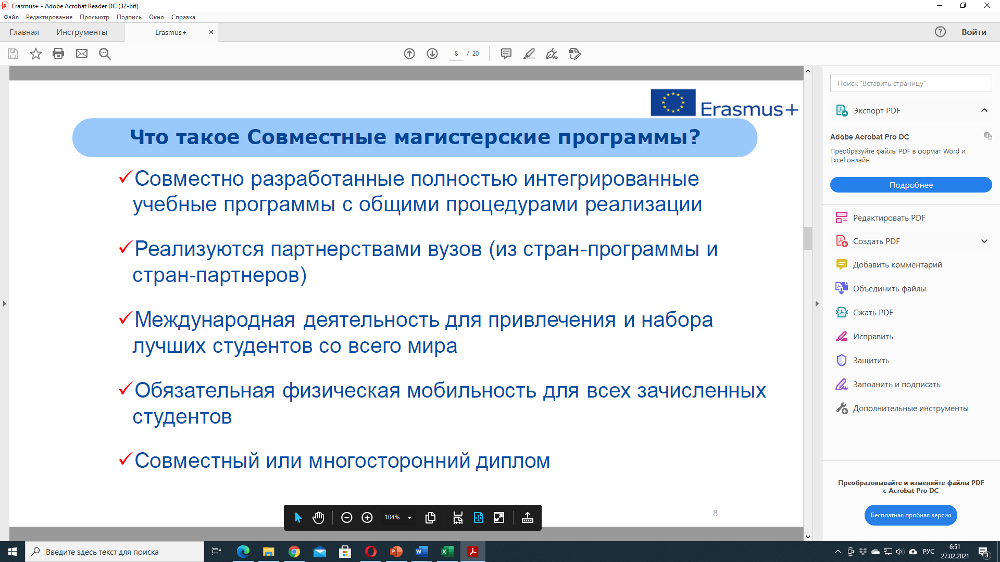 Erasmus+ - Adobe Acrobat Reader DC (32-bit)
Файл Редактирование Просмотр Подпись Окно Справка
Главная Инструменты Erasmus+ × ? Войти
8 / 20
Поиск "Вставить страницу"
Erasmus+
Экспорт PDF
Что такое Совместные магистерские программы?
Adobe Acrobat Pro DC
Преобразуйте файлы PDF в формат Word и
Excel онлайн
Подробнее
Совместно разработанные полностью интегрированные
учебные программы с общими процедурами реализации
Реализуются партнерствами вузов (из стран-программы и
стран-партнеров)
Международная деятельность для привлечения и набора
лучших студентов со всего мира
Обязательная физическая мобильность для всех зачисленных
студентов
Совместный или многосторонний диплом
8
Редактировать PDF
Создать PDF
Добавить комментарий
Объединить файлы
Сжать PDF
Исправить
Защитить
Заполнить и подписать
Дополнительные инструменты
Преобразовывайте и изменяйте файлы PDF
с Acrobat Pro DC
Бесплатная пробная версия
104%
Введите здесь текст для поиска
РУС
6:51
27.02.2021
3